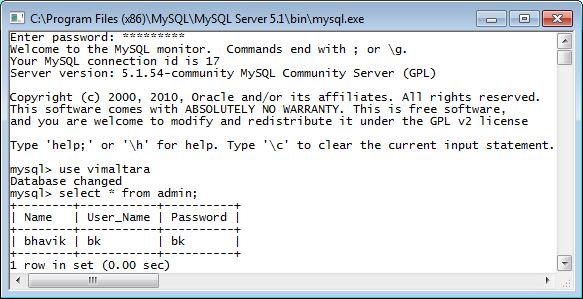 C:\Program Files (x86)\MySQL\MySQL Server 5.1\bin\mysql.exe
Enter password: *********
Welcome to the MySQL monitor.  Commands end with ; or \g.
Your MySQL connection id is 17
Server version: 5.1.54-community MySQL Community Server (GPL)

Copyright (c) 2000, 2010, Oracle and/or its affiliates. All rights reserved.
This software comes with ABSOLUTELY NO WARRANTY. This is free software,
and you are welcome to modify and redistribute it under the GPL v2 license

Type 'help;' or '\h' for help. Type '\c' to clear the current input statement.

mysql> use vimaltara
Database changed
mysql> select * from admin;
+--------+-----------+----------+
| Name   | User_Name | Password |
+--------+-----------+----------+
| bhavik | bk        | bk       |
+--------+-----------+----------+
1 row in set (0.00 sec)